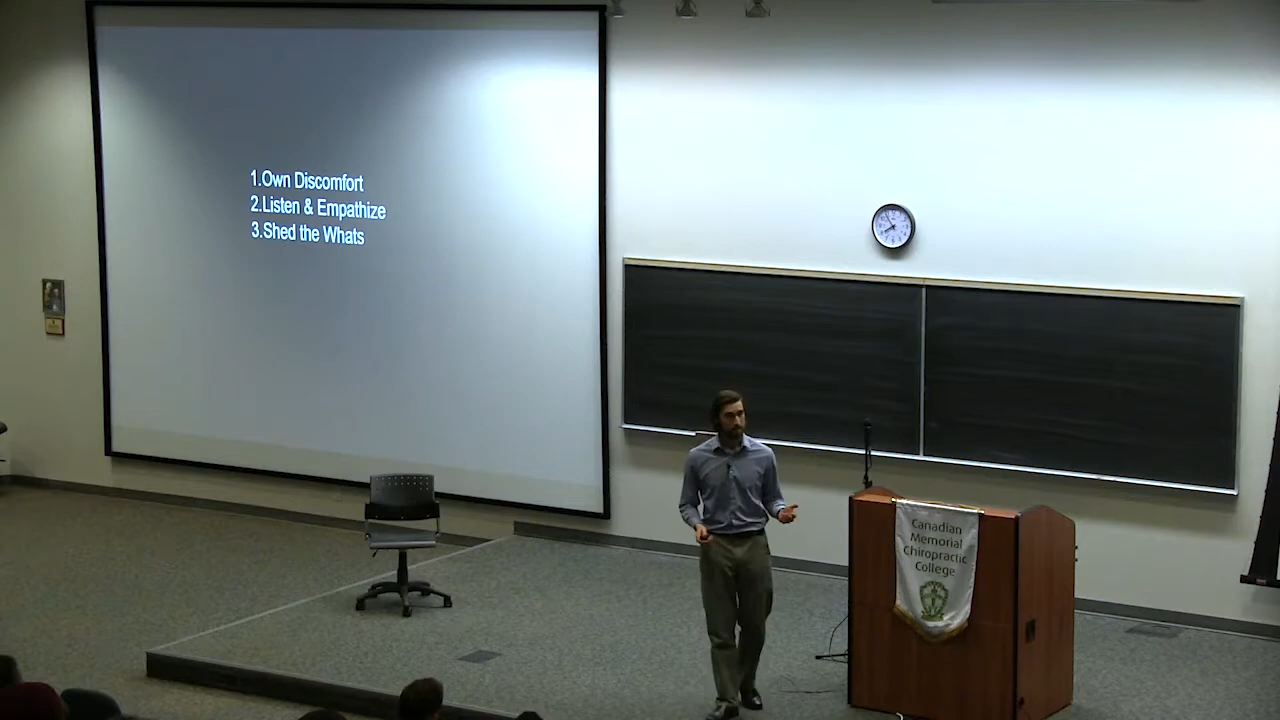 1.Own Discomfort
2.Listen & Empathize
3.Shed the Whats
Canadian
Memorial
Chiropractic
College